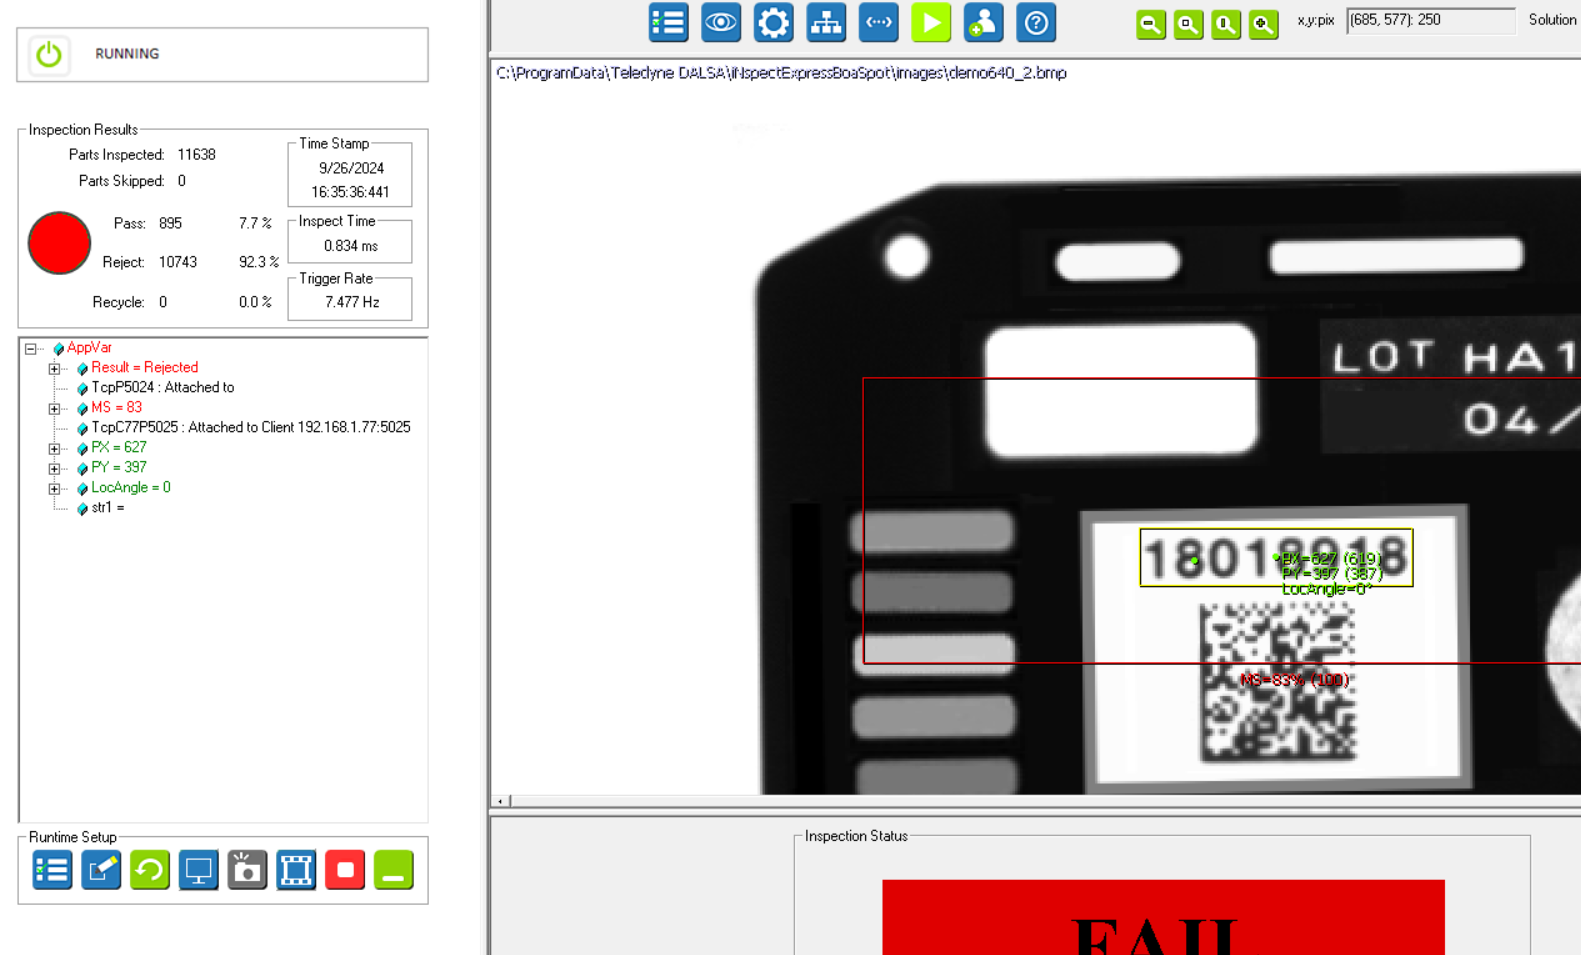 RUNNING
x,y:pix (685, 577): 250 Solution
C:\ProgramData\Teledyne DALSA\iNspectExpressBoaSpot\images\demo640_2.bmp
Inspection Results
Parts Inspected: 11638
Parts Skipped: 0
Time Stamp
9/26/2024
16:35:36:441
Pass: 895 7.7 %
Inspect Time
0.834 ms
Reject: 10743 92.3 %
Trigger Rate
7.477 Hz
Recycle: 0 0.0 %
AppVar
Result = Rejected
TcpP5024 : Attached to
MS = 83
TcpC77P5025 : Attached to Client 192.168.1.77:5025
PX = 627
PY = 397
LocAngle = 0
str1 =
LOT HA1
04/
18018918
PX=627 (619)
PY=397 (387)
LocAngle=0°
MS=83% (100)
Runtime Setup
Inspection Status
FAIL